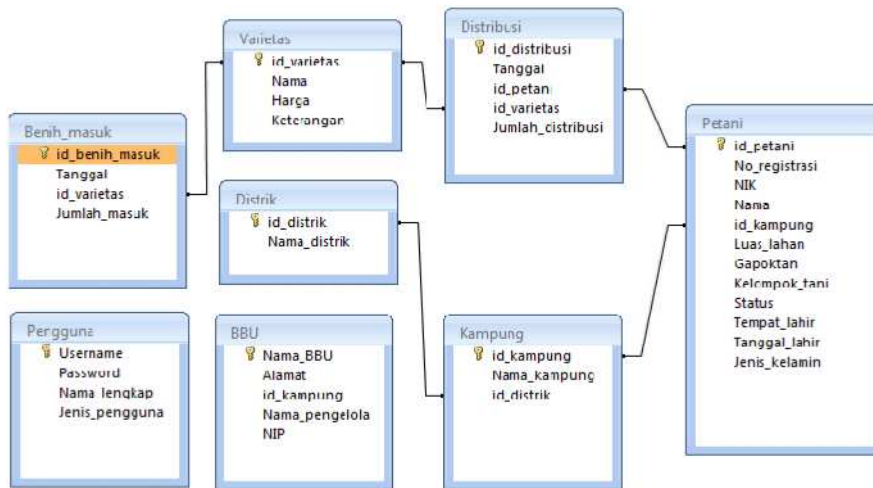 Benih_masuk
id_benih_masuk
Tanggal
id_varietas
Jumlah_masuk
Varietas
id_varietas
Nama
Harga
Keterangan
Distribusi
id_distribusi
Tanggal
id_petani
id_varietas
Jumlah_distribusi
Petani
id_petani
No_registrasi
NIK
Nama
id_kampung
Luas_lahan
Gapoktan
Kelompok_tani
Status
Tempat_lahir
Tanggal_lahir
Jenis_kelamin
Distrik
id_distrik
Nama_distrik
Pengguna
Username
Password
Nama_lengkap
Jenis_pengguna
BBU
Nama_BBU
Alamat
id_kampung
Nama_pengelola
NIP
Kampung
id_kampung
Nama_kampung
id_distrik